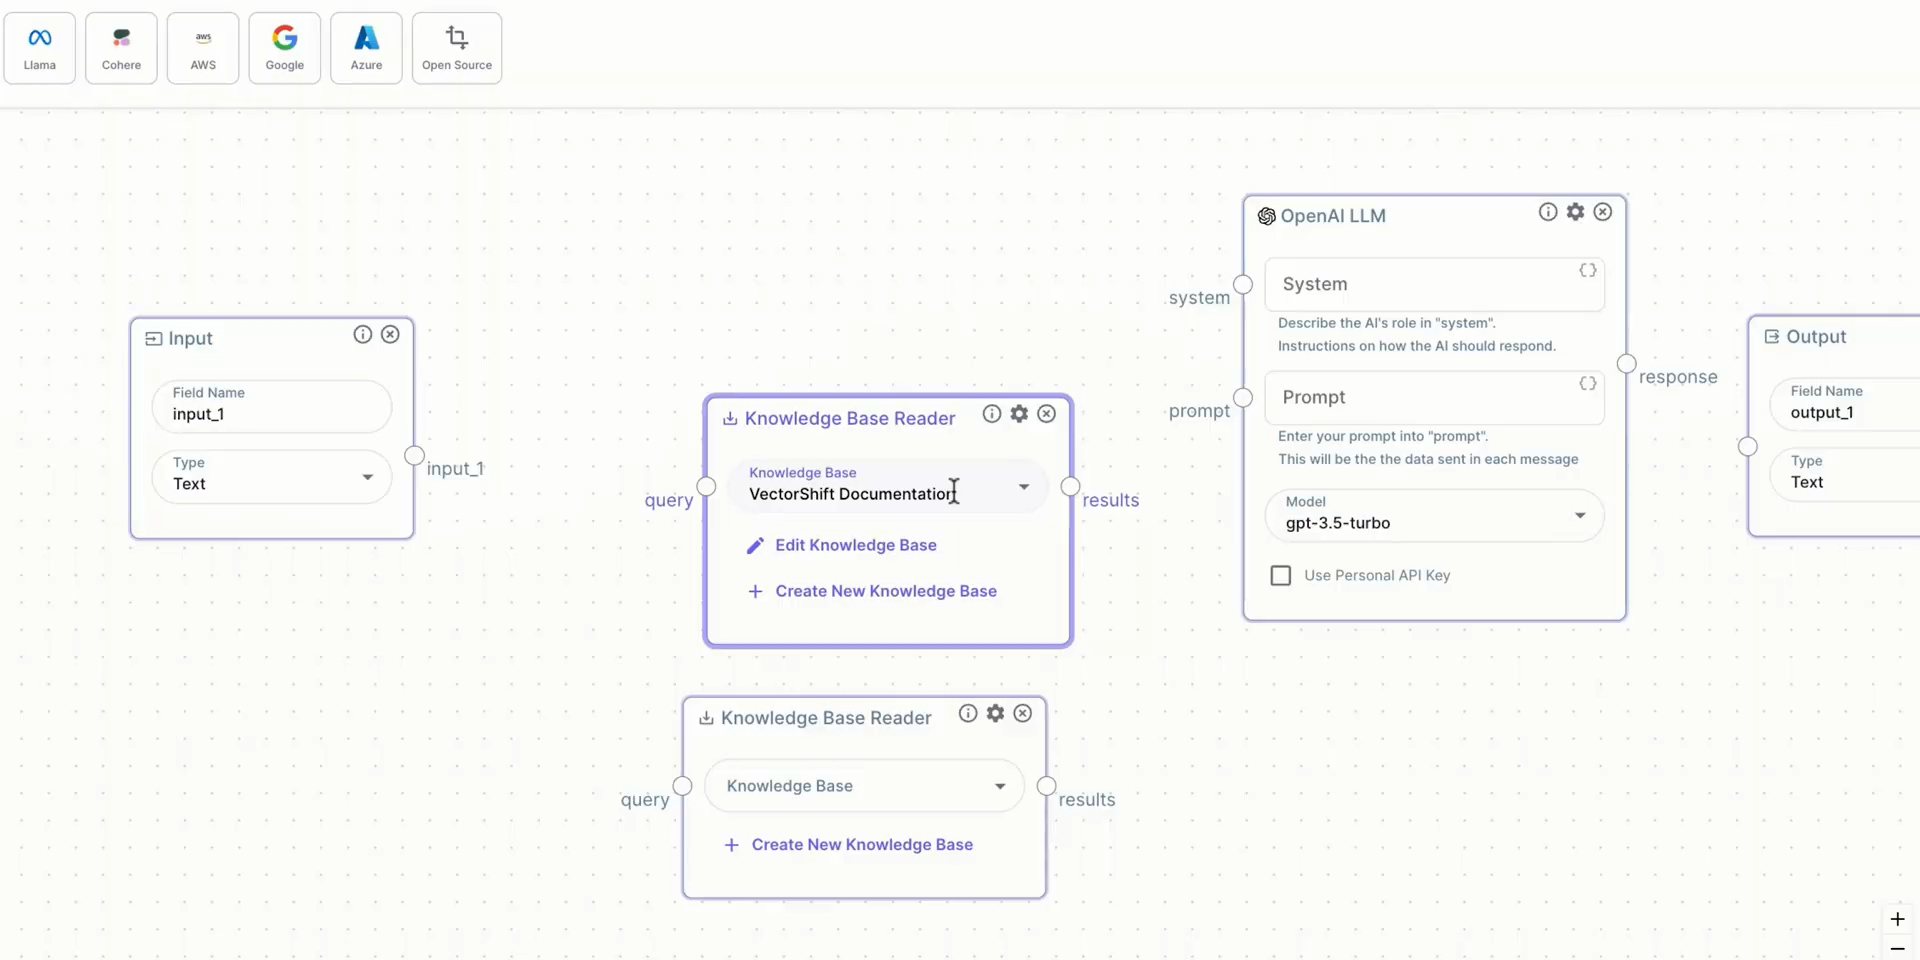 Llama
Cohere
aws
AWS
Google
Azure
Open Source
Input
Field Name
input_1
Type
Text
input_1
Knowledge Base Reader
Knowledge Base
VectorShift Documentation
query
results
Edit Knowledge Base
+ Create New Knowledge Base
Knowledge Base Reader
Knowledge Base
query
results
+ Create New Knowledge Base
OpenAI LLM
System
{}
system
Describe the AI's role in "system".
Instructions on how the AI should respond.
Prompt
{}
prompt
Enter your prompt into "prompt".
This will be the the data sent in each message
Model
gpt-3.5-turbo
Use Personal API Key
response
Output
Field Name
output_1
Type
Text
+
−